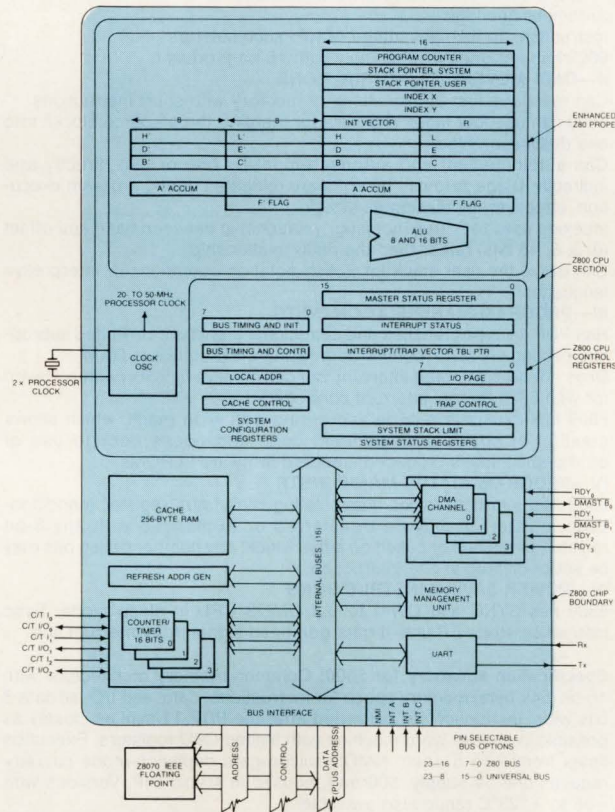 16
PROGRAM COUNTER
STACK POINTER, SYSTEM
STACK POINTER, USER
INDEX X
INDEX Y
8 8 8 INT VECTOR R
H' L' H L
D' E' D E
B' C' B C
A' ACCUM A ACCUM
F' FLAG F FLAG
ALU
8 AND 16 BITS
ENHANCED
Z80 PROPER
Z800 CPU
SECTION
20- TO 50-MHz
PROCESSOR CLOCK
CLOCK
OSC
2 × PROCESSOR
CLOCK
7 0
BUS TIMING AND INIT
BUS TIMING AND CONTR
LOCAL ADDR
CACHE CONTROL
SYSTEM
CONFIGURATION
REGISTERS
15 0
MASTER STATUS REGISTER
INTERRUPT STATUS
INTERRUPT/TRAP VECTOR TBL PTR
7 0
I/O PAGE
TRAP CONTROL
SYSTEM STACK LIMIT
SYSTEM STATUS REGISTERS
Z800 CPU
CONTROL
REGISTERS
CACHE
256-BYTE RAM
REFRESH ADDR GEN
COUNTER/
TIMER
16 BITS
0
1
2
3
C/T I0
C/T I/O0
C/T I1
C/T I/O1
C/T I2
C/T I/O2
INTERNAL BUSES (16)
DMA
CHANNEL
0
1
2
3
RDY0
DMAST B0
RDY1
DMAST B1
RDY2
RDY3
MEMORY
MANAGEMENT
UNIT
Z800 CHIP
BOUNDARY
UART
Rx
Tx
BUS INTERFACE
NMI
INT A
INT B
INT C
Z8070 IEEE
FLOATING
POINT
ADDRESS
CONTROL
DATA
(PLUS ADDRESS)
PIN SELECTABLE
BUS OPTIONS
23—16 7—0 Z80 BUS
23—8 15—0 UNIVERSAL BUS